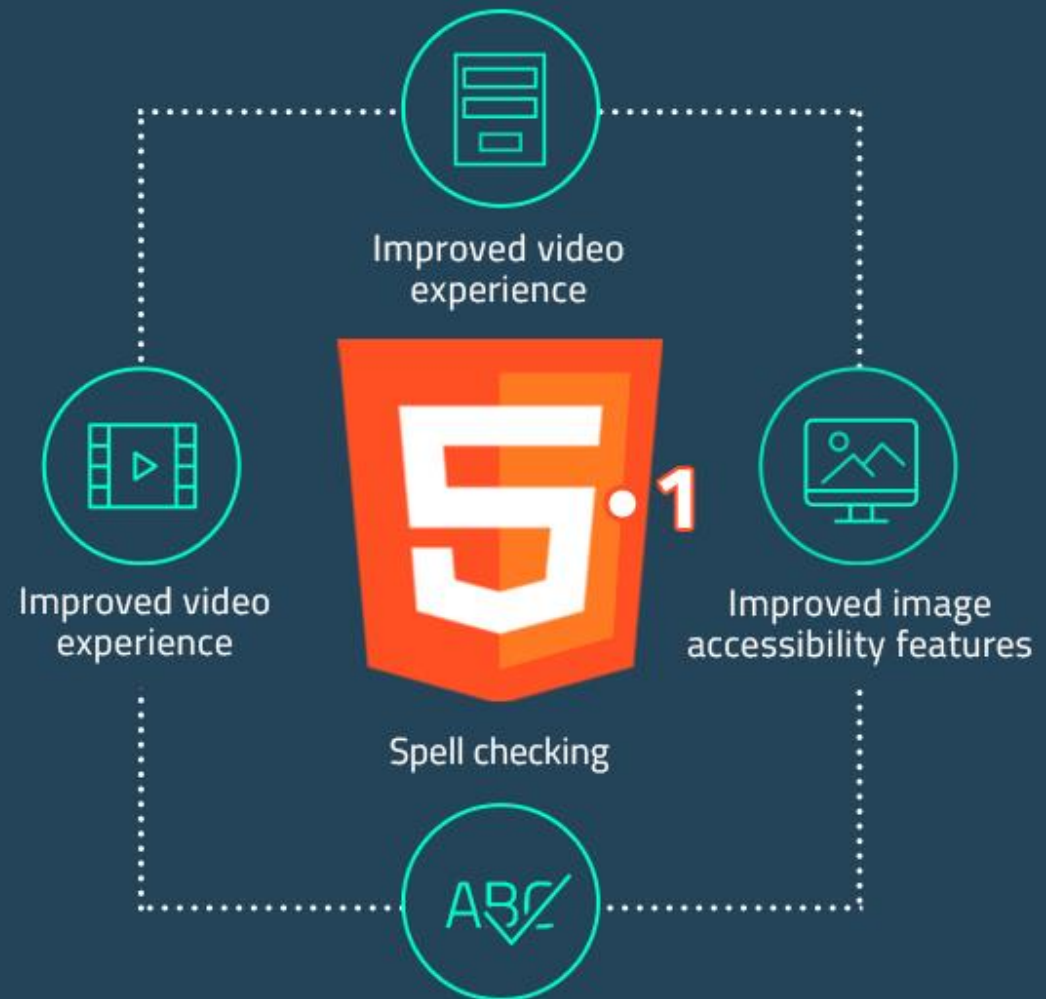 Improved video
experience
5.1
Improved video
experience
Improved image
accessibility features
Spell checking
ABC